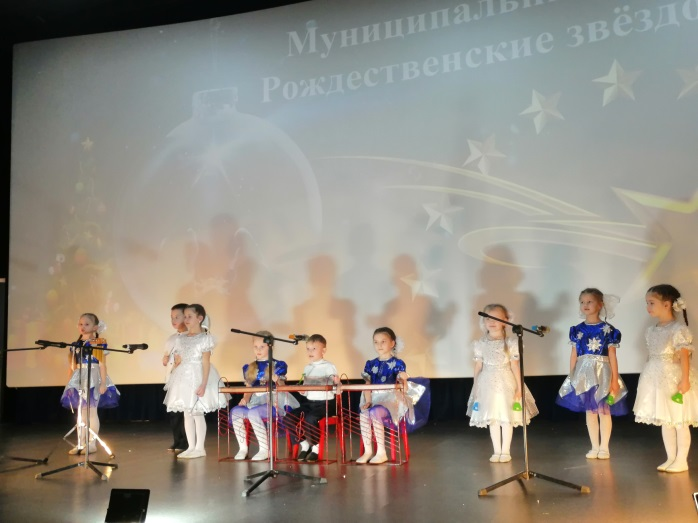 Муниципальн
Рождественские звёздо